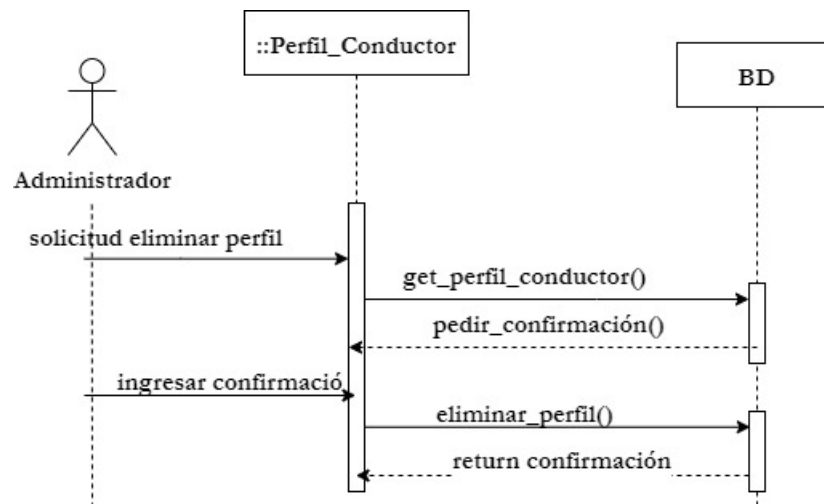 ::Perfil_Conductor
BD
Administrador
solicitud eliminar perfil
get_perfil_conductor()
pedir_confirmación()
ingresar confirmació
eliminar_perfil()
return confirmación